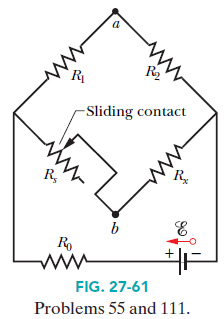 a
R₁
R₂
Sliding contact
Rₛ
Rₓ
b
ℰ
R₀
+
−
FIG. 27-61
Problems 55 and 111.